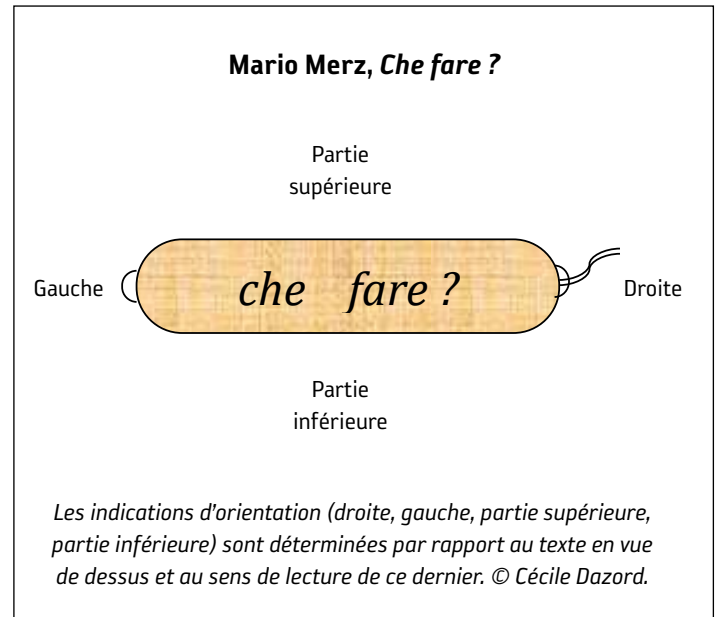 Mario Merz, Che fare ?
Partie
supérieure
Gauche
che fare ?
Droite
Partie
inférieure
Les indications d'orientation (droite, gauche, partie supérieure,
partie inférieure) sont déterminées par rapport au texte en vue
de dessus et au sens de lecture de ce dernier. © Cécile Dazord.